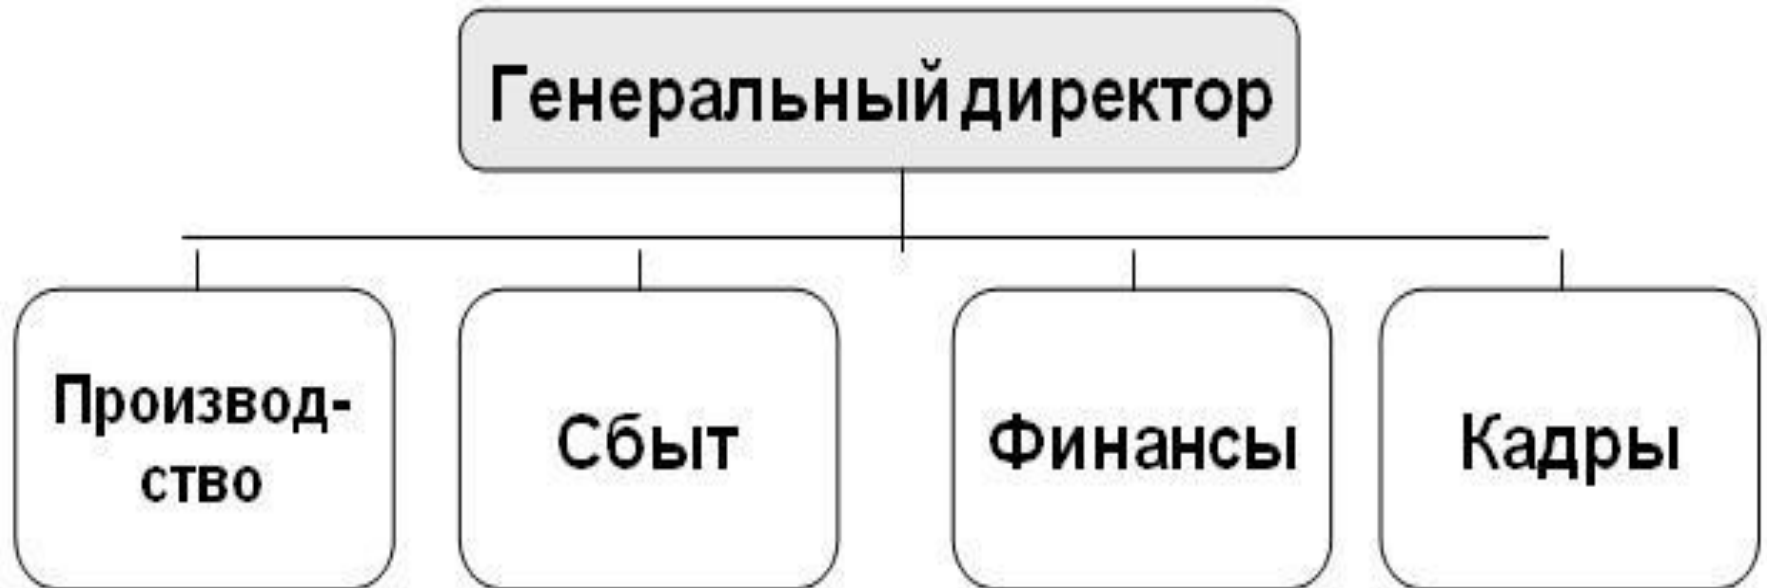 Генеральный директор
Производ-
ство
Сбыт
Финансы
Кадры